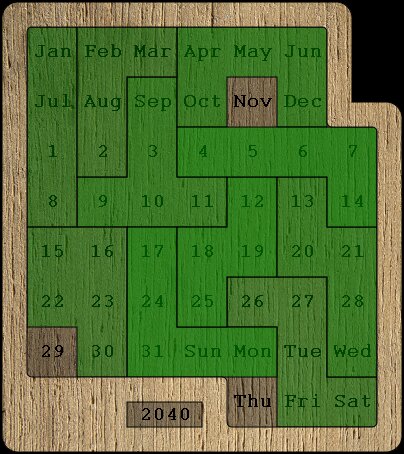 Jan Feb Mar Apr May Jun
Jul Aug Sep Oct Nov Dec
1 2 3 4 5 6 7
8 9 10 11 12 13 14
15 16 17 18 19 20 21
22 23 24 25 26 27 28
29 30 31 Sun Mon Tue Wed
Thu Fri Sat
2040